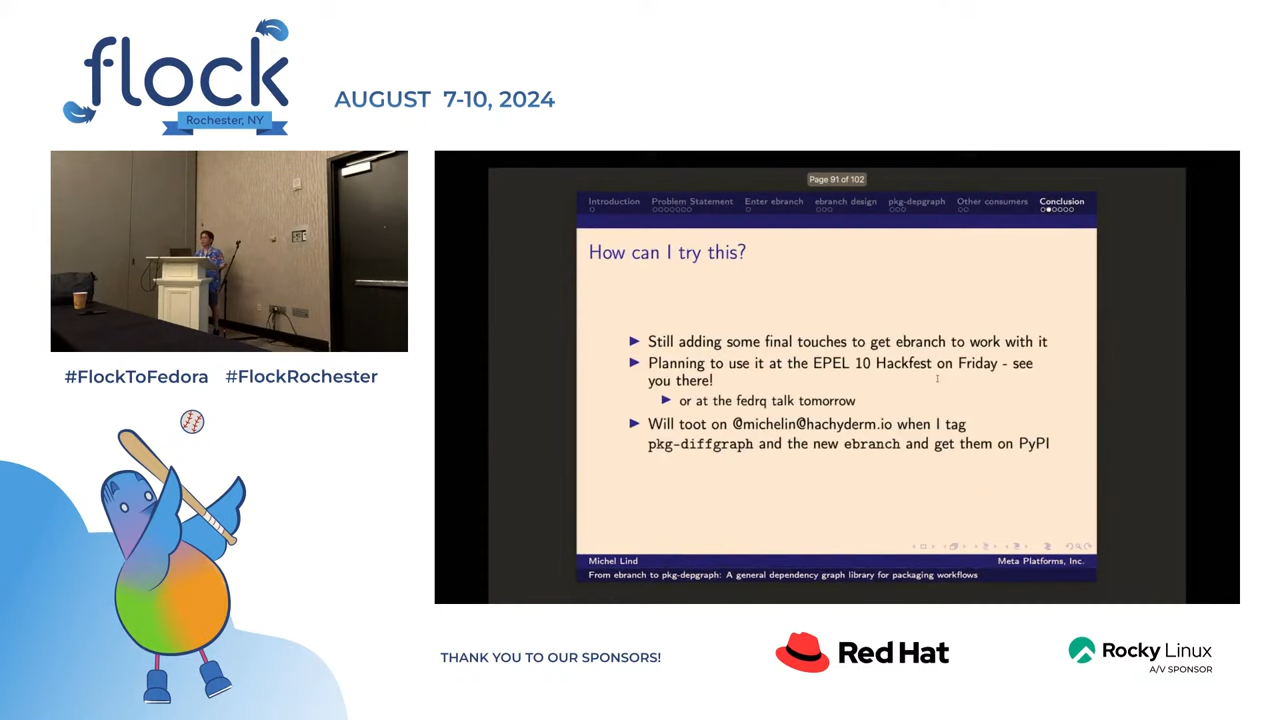 flock
Rochester, NY
AUGUST 7-10, 2024
#FlockToFedora #FlockRochester
Page 91 of 102
Introduction Problem Statement Enter ebranch ebranch design pkg-depgraph Other consumers Conclusion
How can I try this?
Still adding some final touches to get ebranch to work with it
Planning to use it at the EPEL 10 Hackfest on Friday - see
you there!
or at the fedrq talk tomorrow
Will toot on @michelin@hachyderm.io when I tag
pkg-diffgraph and the new ebranch and get them on PyPI
Michel Lind Meta Platforms, Inc.
From ebranch to pkg-depgraph: A general dependency graph library for packaging workflows
THANK YOU TO OUR SPONSORS!
Red Hat
Rocky Linux
A/V SPONSOR